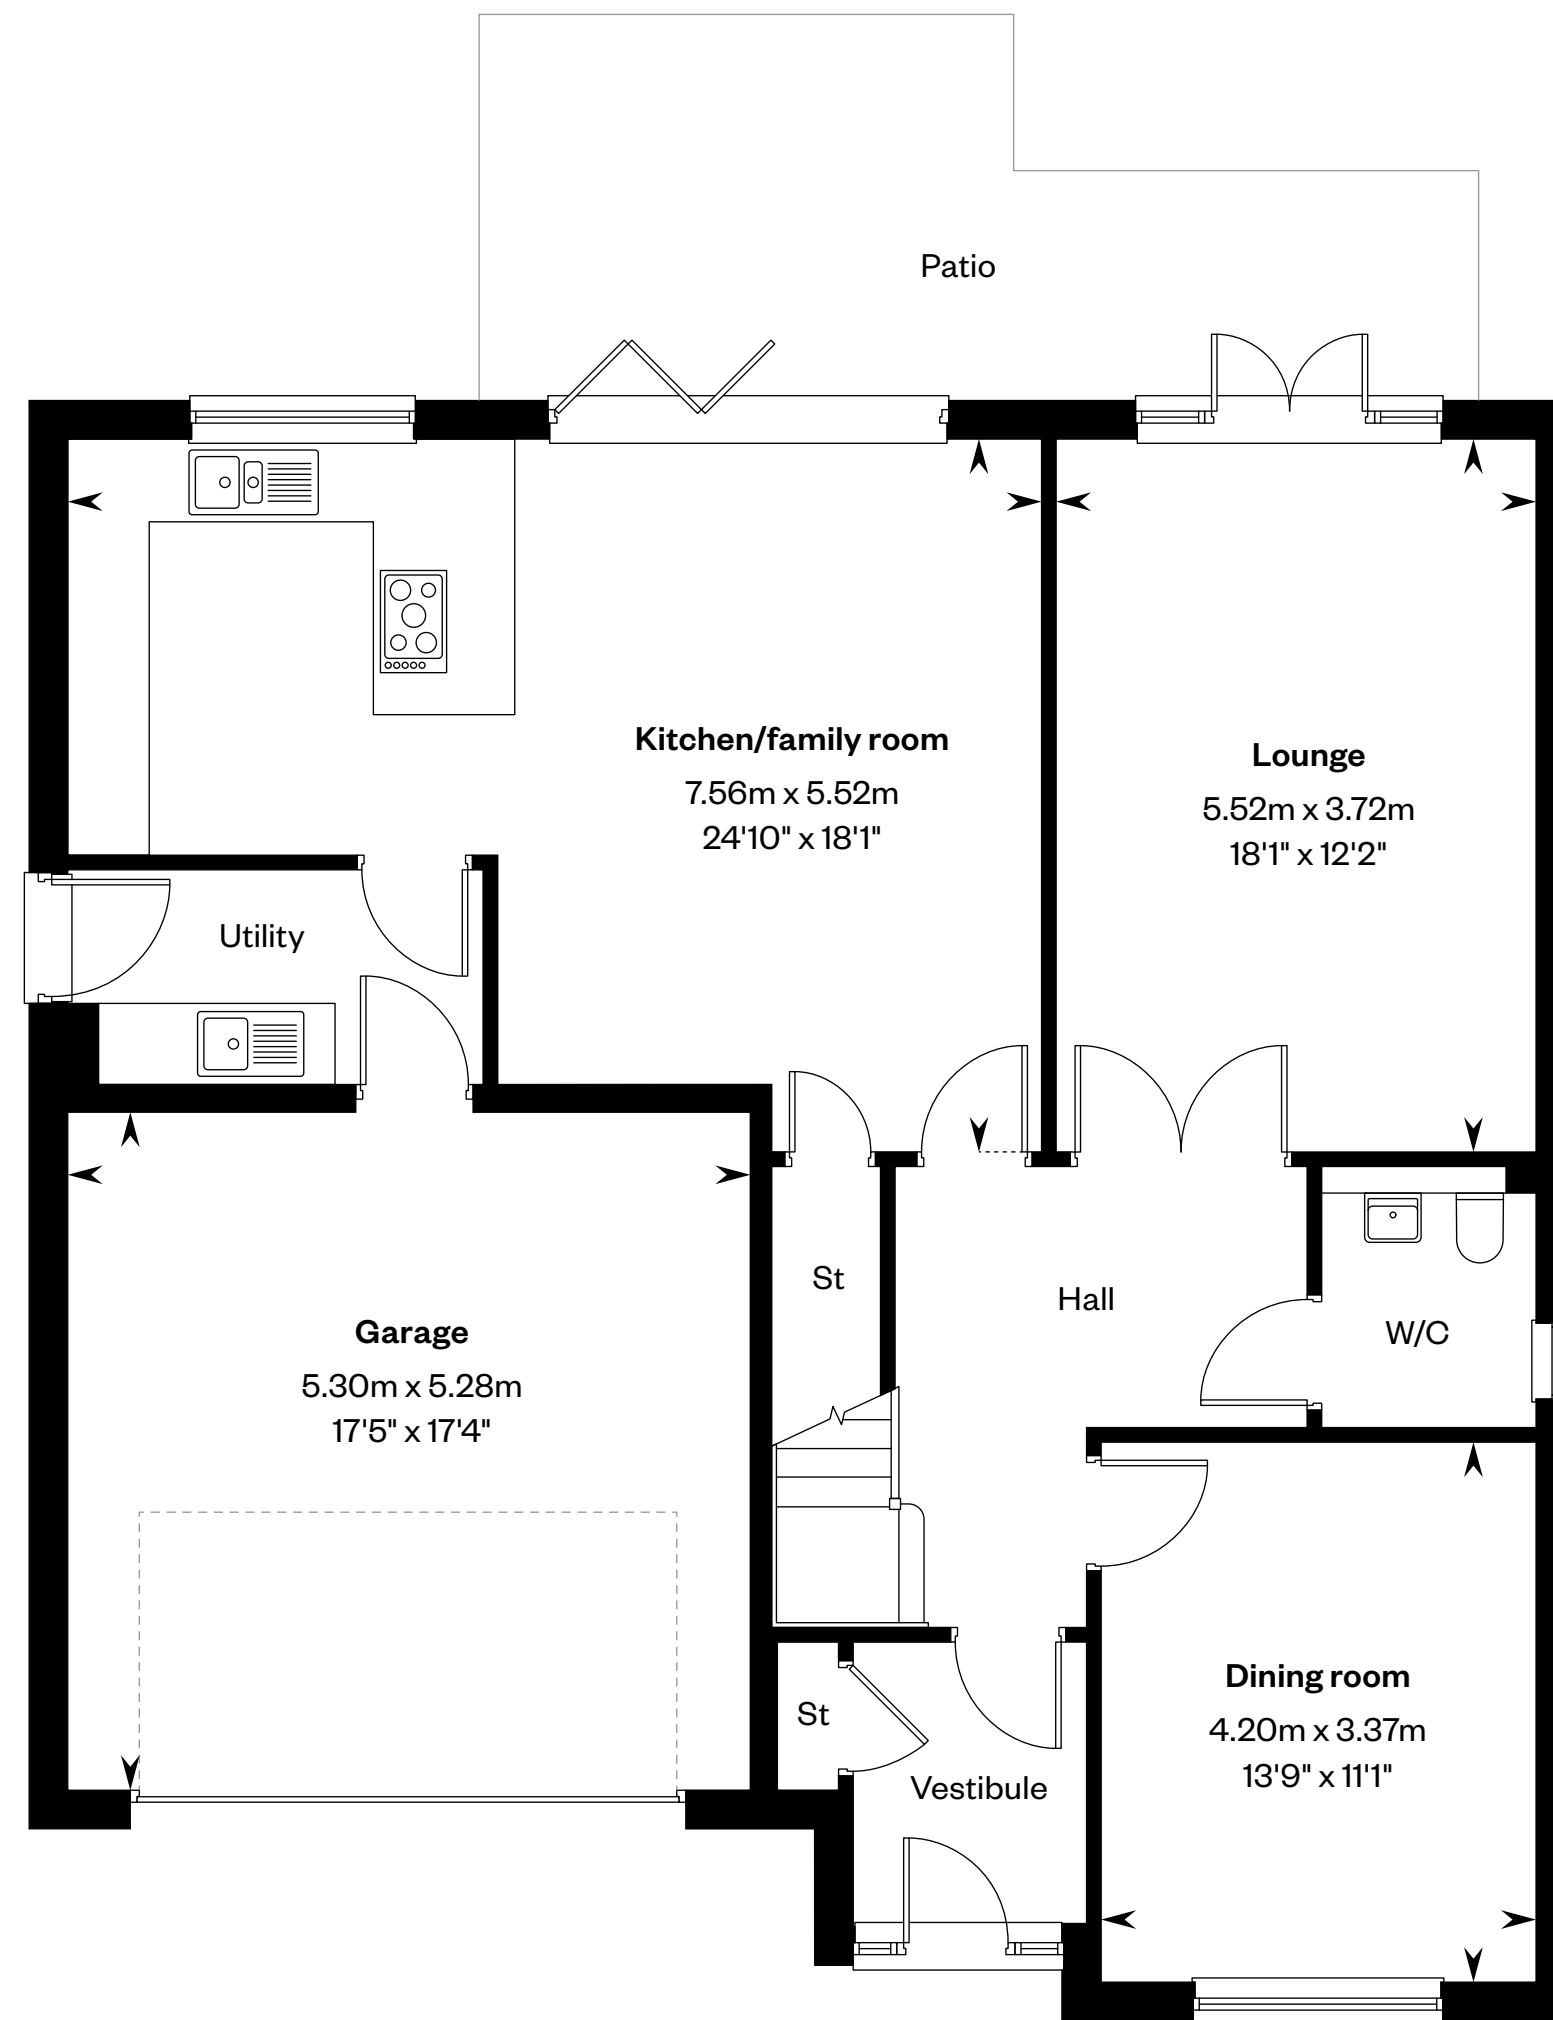 Patio
Kitchen/family room
7.56m x 5.52m
24'10" x 18'1"
Lounge
5.52m x 3.72m
18'1" x 12'2"
Utility
St
Hall
W/C
Garage
5.30m x 5.28m
17'5" x 17'4"
Dining room
4.20m x 3.37m
13'9" x 11'1"
St
Vestibule